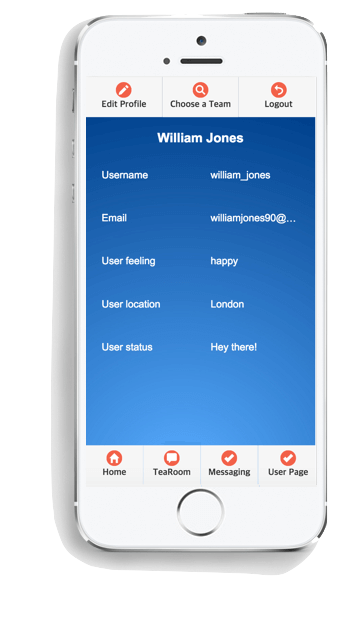 Edit Profile Choose a Team Logout
William Jones
Username william_jones
Email williamjones90@...
User feeling happy
User location London
User status Hey there!
Home TeaRoom Messaging User Page